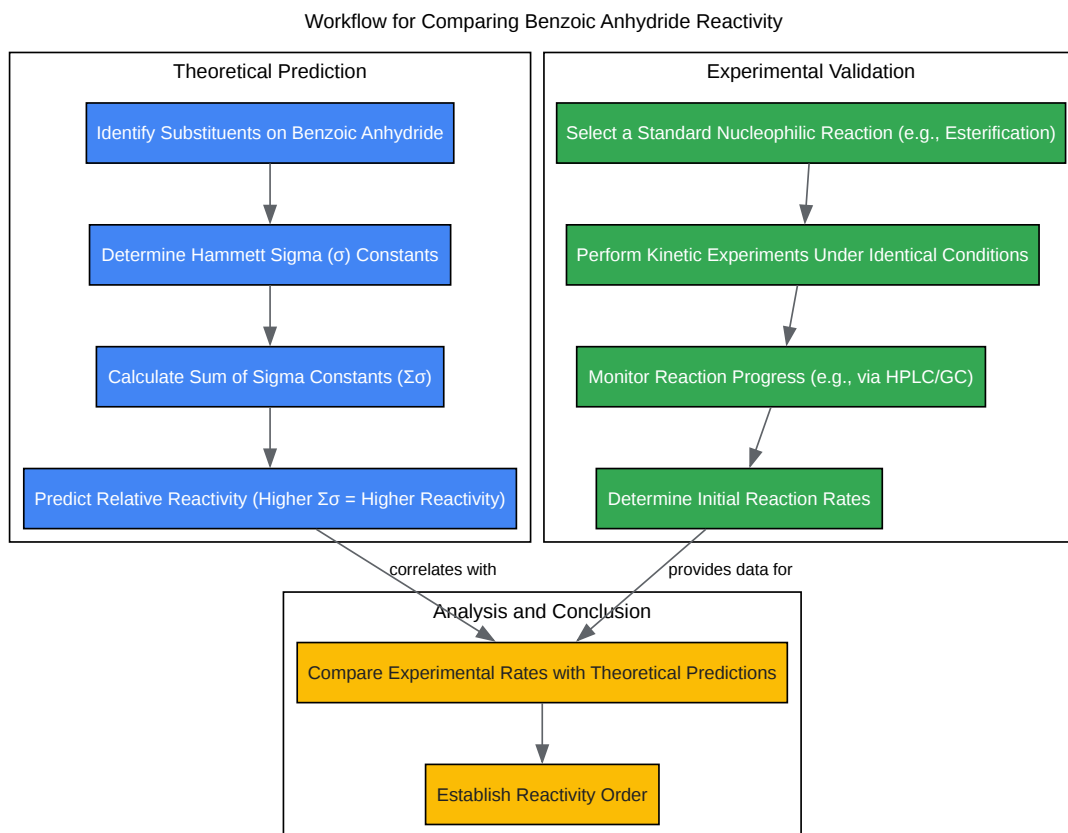 Workflow for Comparing Benzoic Anhydride Reactivity
Theoretical Prediction
Identify Substituents on Benzoic Anhydride
Determine Hammett Sigma (σ) Constants
Calculate Sum of Sigma Constants (Σσ)
Predict Relative Reactivity (Higher Σσ = Higher Reactivity)
Experimental Validation
Select a Standard Nucleophilic Reaction (e.g., Esterification)
Perform Kinetic Experiments Under Identical Conditions
Monitor Reaction Progress (e.g., via HPLC/GC)
Determine Initial Reaction Rates
correlates with
provides data for
Analysis and Conclusion
Compare Experimental Rates with Theoretical Predictions
Establish Reactivity Order